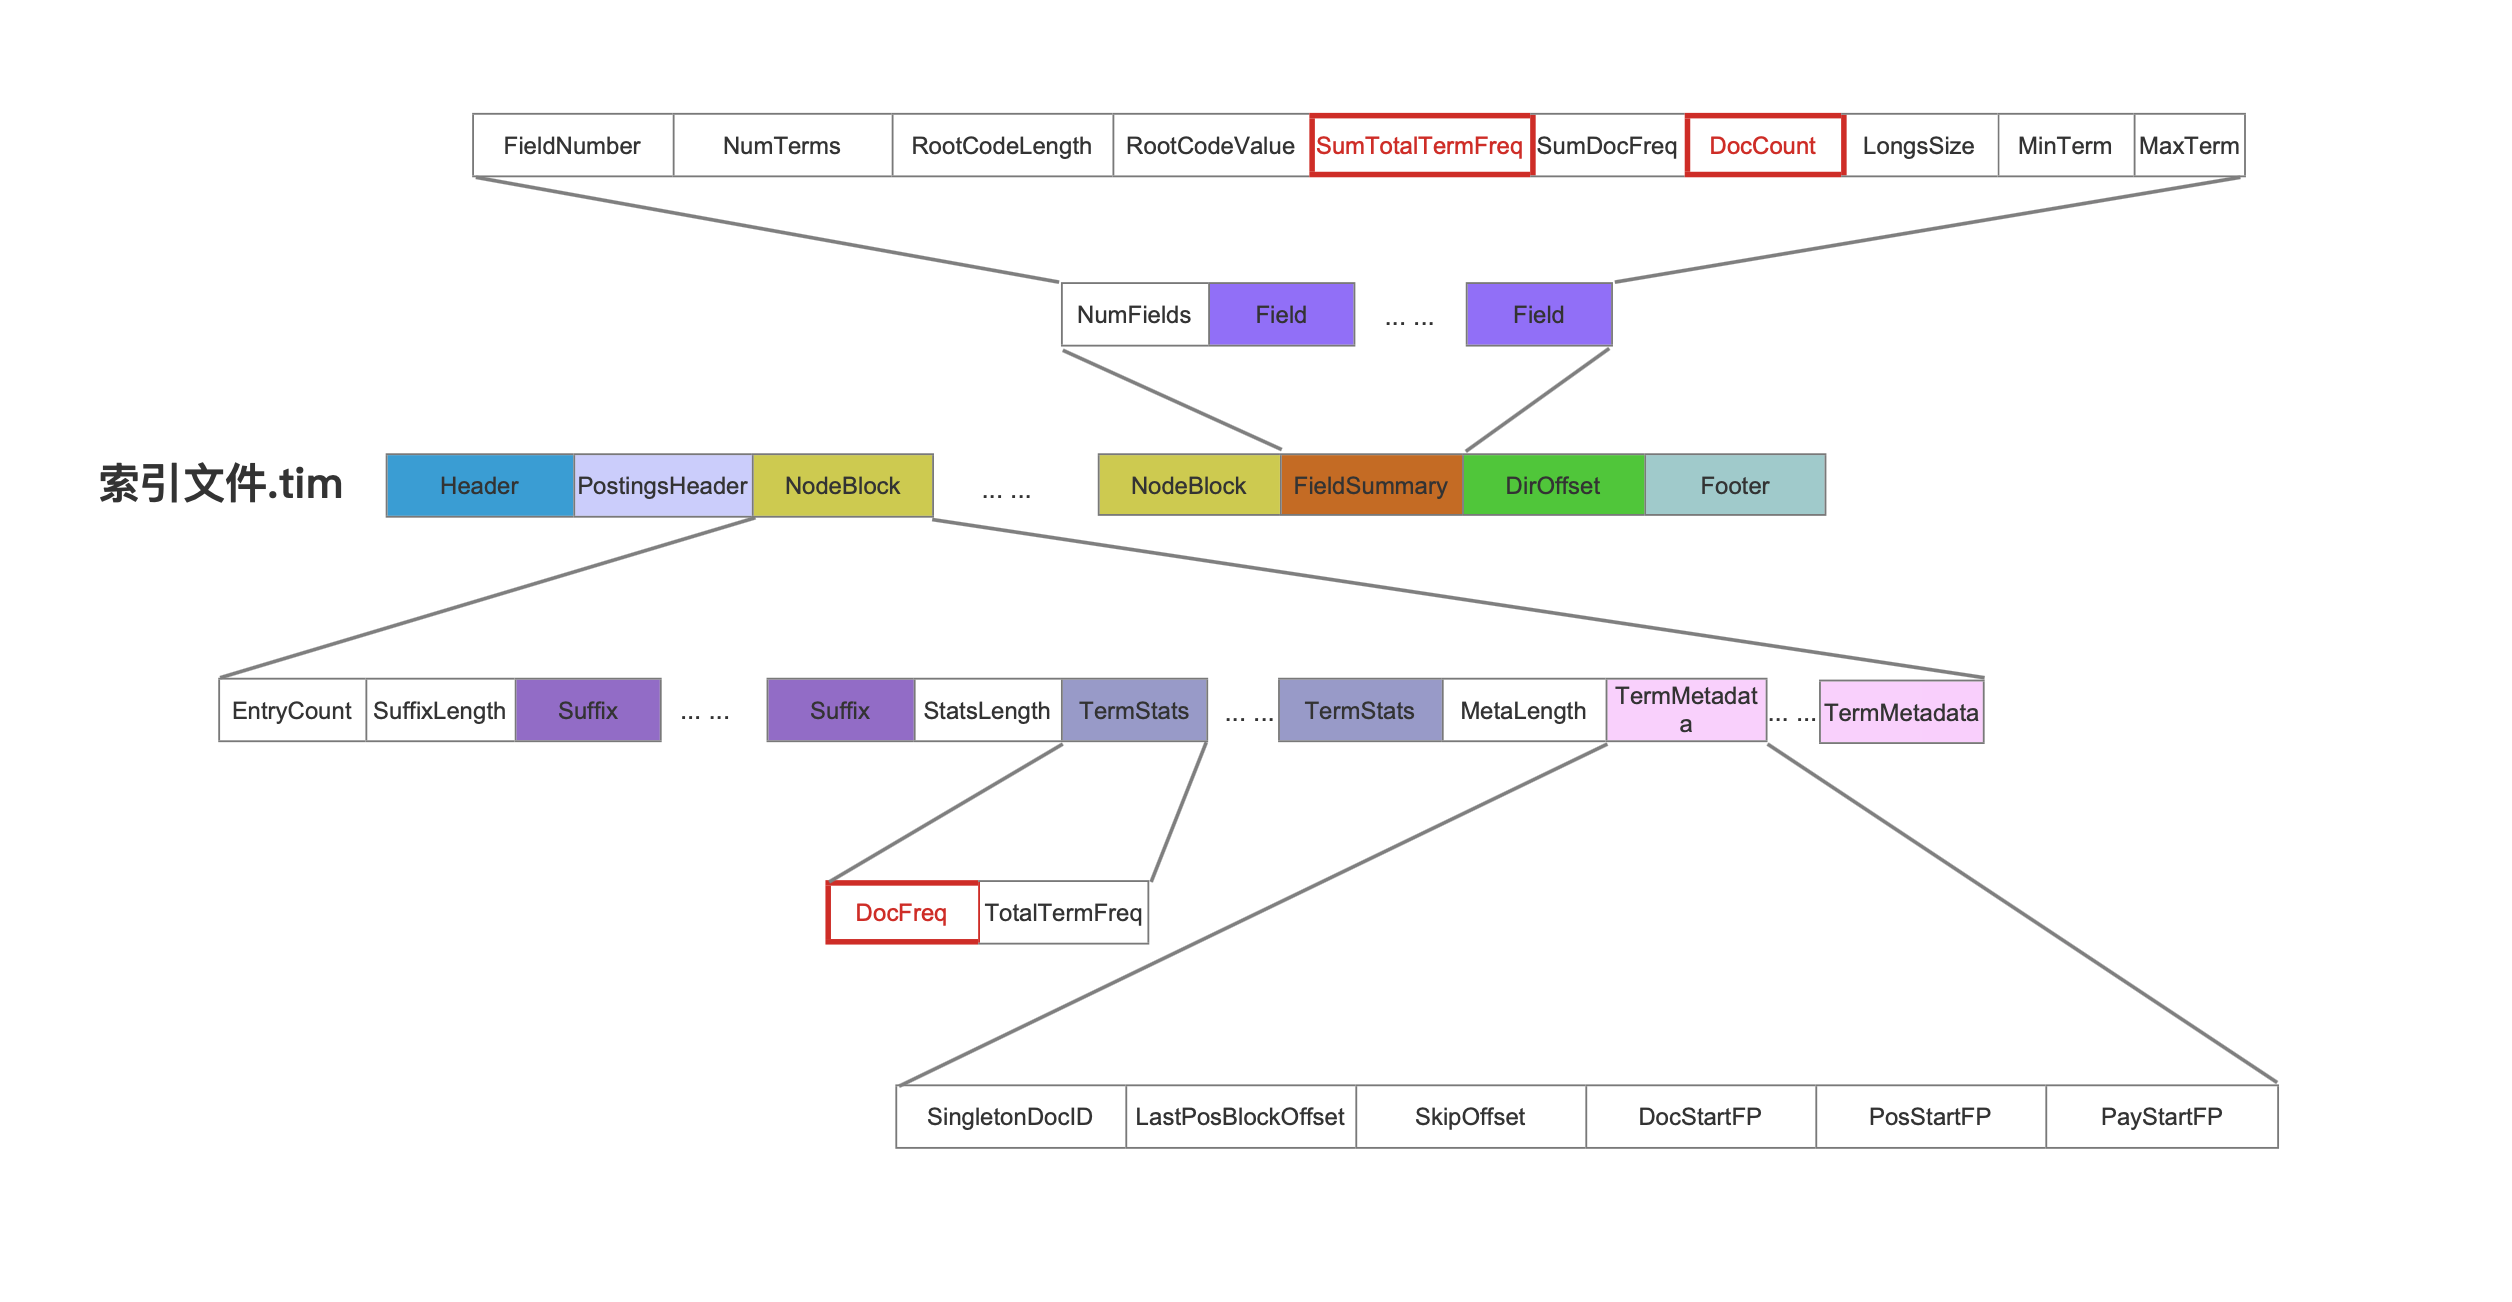 FieldNumber NumTerms RootCodeLength RootCodeValue SumTotalTermFreq SumDocFreq DocCount LongsSize MinTerm MaxTerm
NumFields Field ... ... Field
索引文件.tim Header PostingsHeader NodeBlock ... ... NodeBlock FieldSummary DirOffset Footer
EntryCount SuffixLength Suffix ... ... Suffix StatsLength TermStats ... ... TermStats MetaLength TermMetadat
a ... ... TermMetadata
DocFreq TotalTermFreq
SingletonDocID LastPosBlockOffset SkipOffset DocStartFP PosStartFP PayStartFP